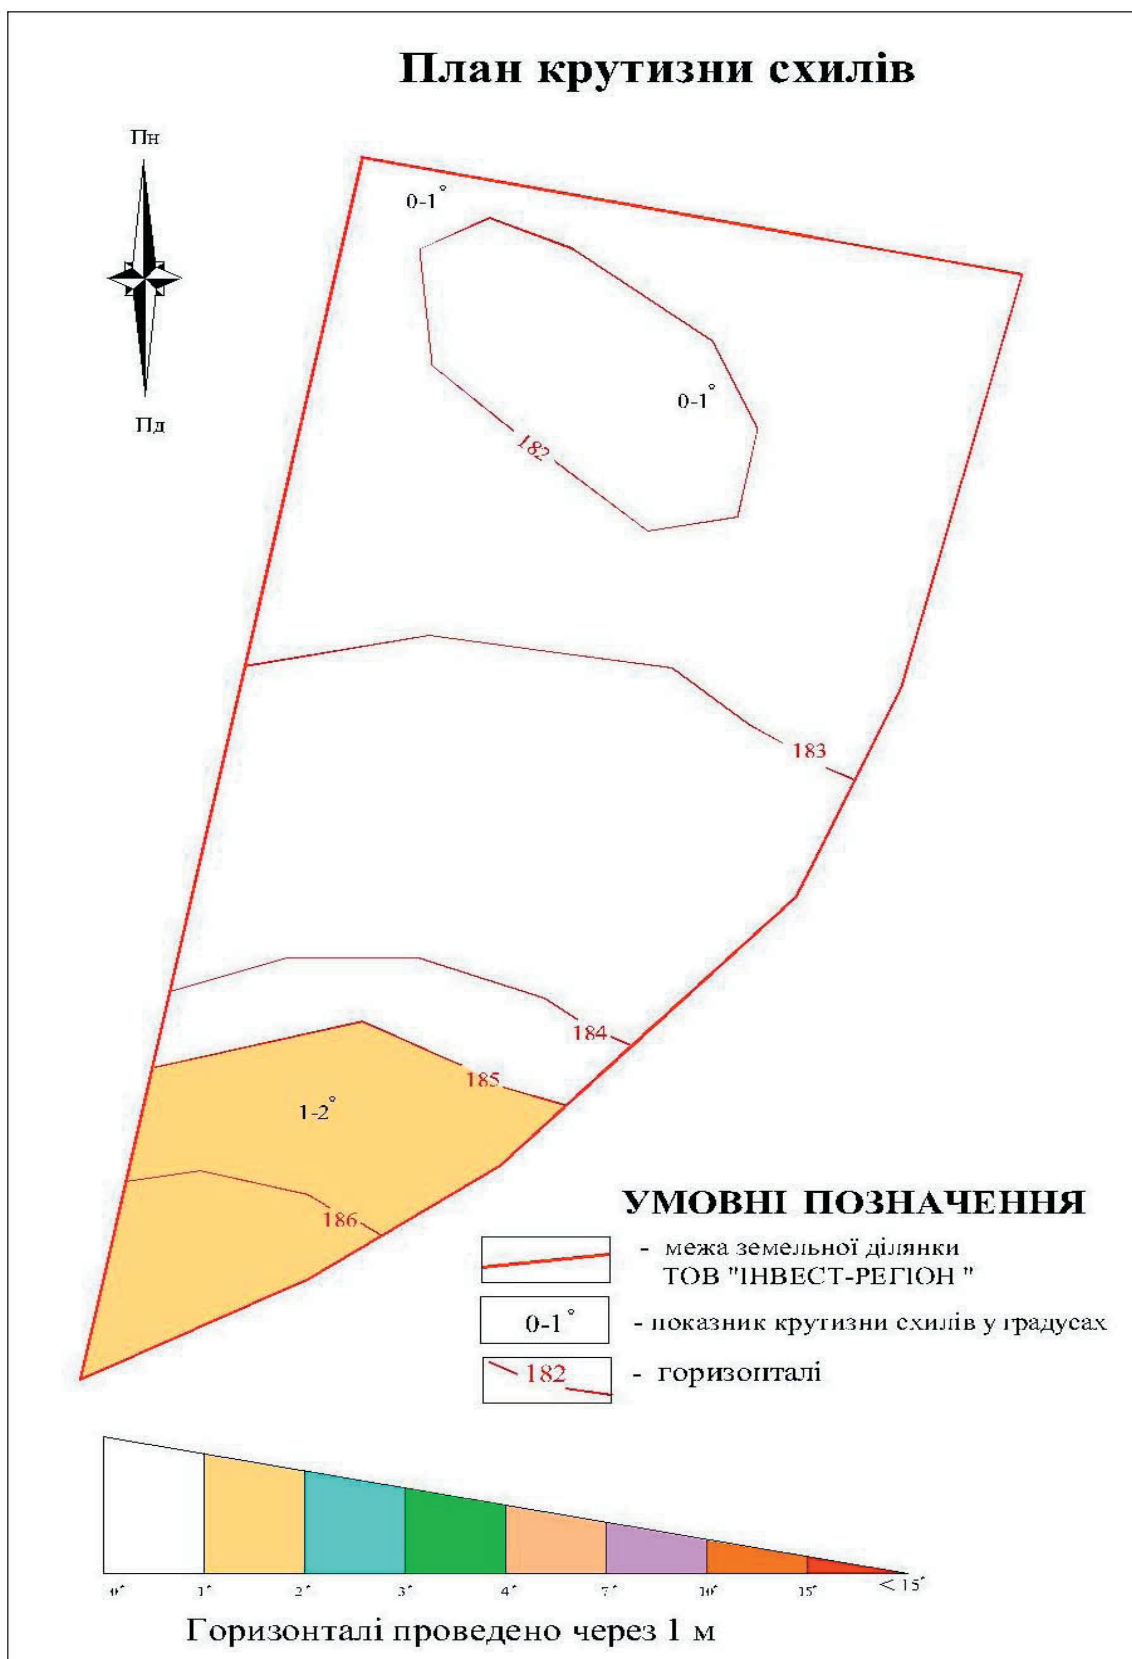 План крутизни схилів
Пн
0-1°
0-1°
Пд
182
183
184
185
1-2°
186
УМОВНІ ПОЗНАЧЕННЯ
- межа земельної ділянки
ТОВ "ІНВЕСТ-РЕГІОН "
0-1° - показник крутизни схилів у градусах
182 - горизонталі
0° 1° 2° 3° 4° 7° 10° 15° < 15°
Горизонталі проведено через 1 м